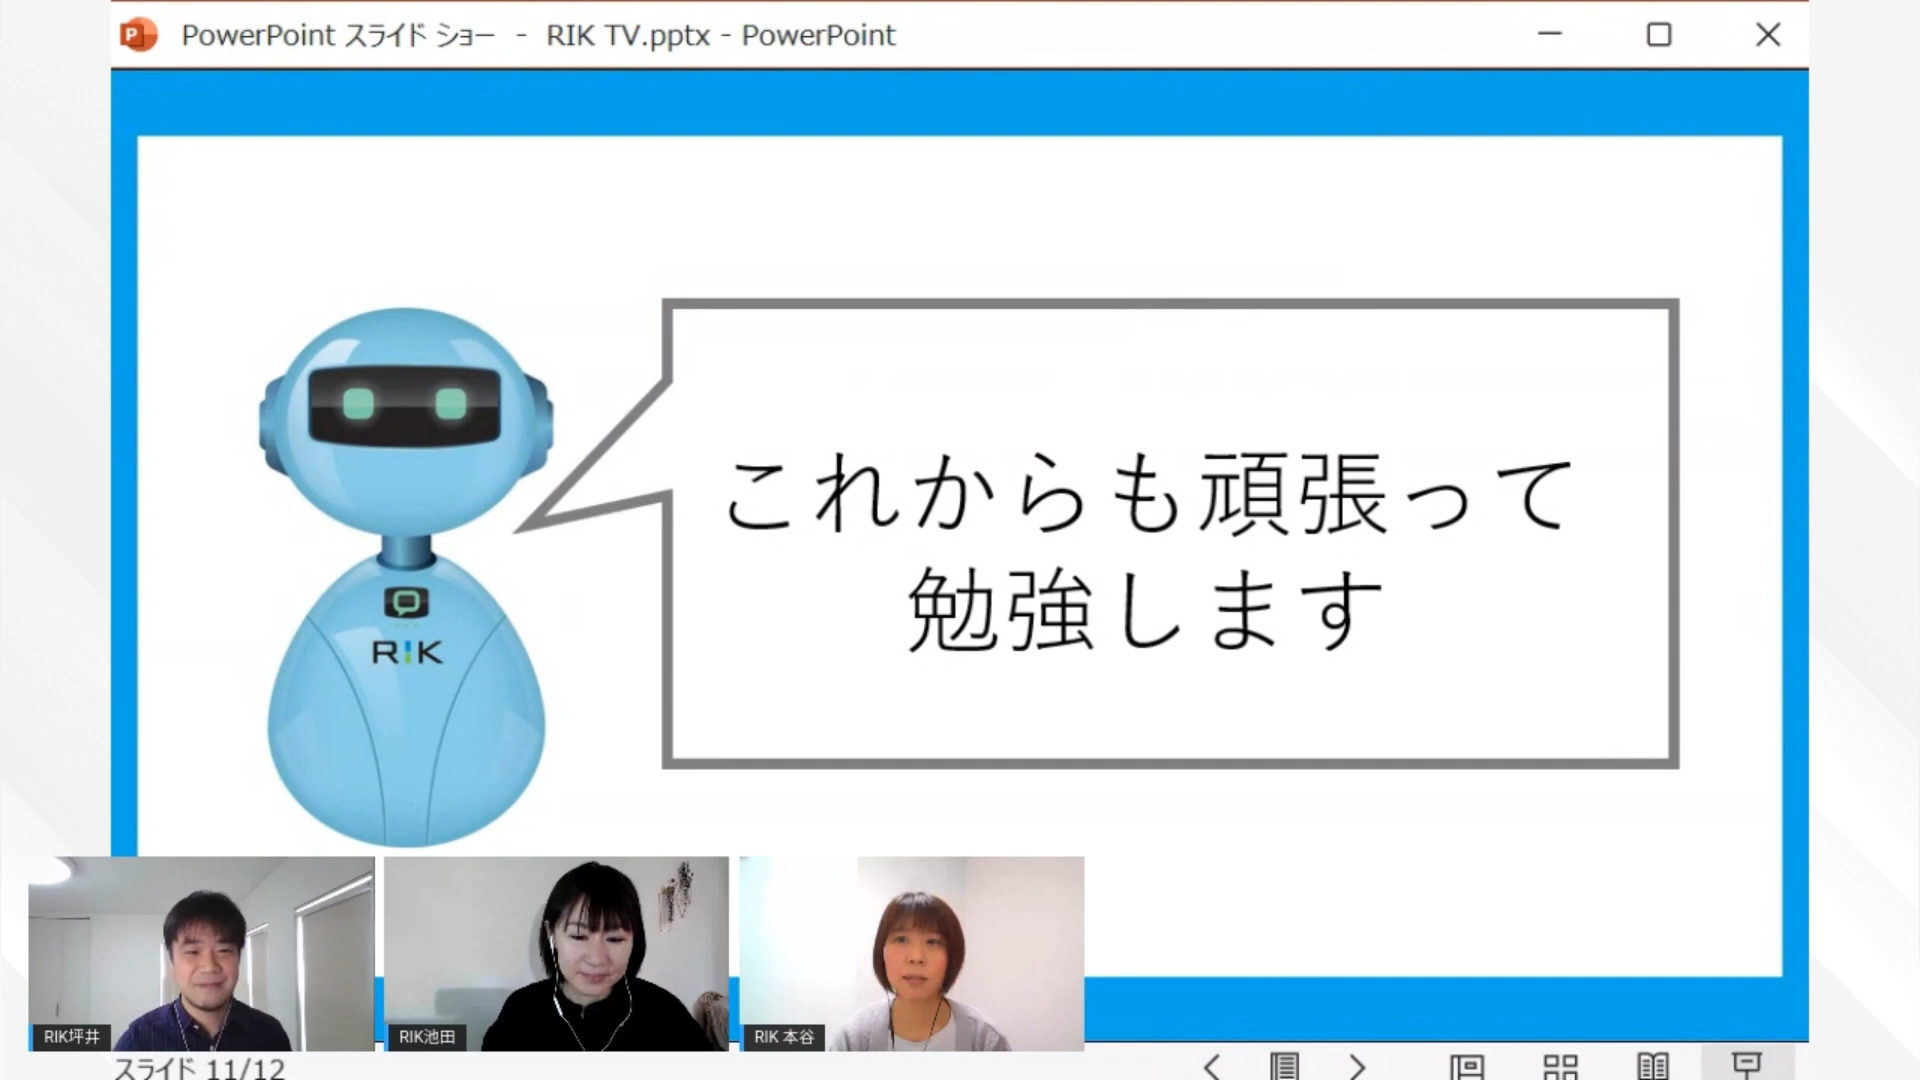 PowerPoint スライド ショー - RIK TV.pptx - PowerPoint
これからも頑張って
勉強します
RIK
RIK坪井
RIK池田
RIK 本谷
スライド 11/12